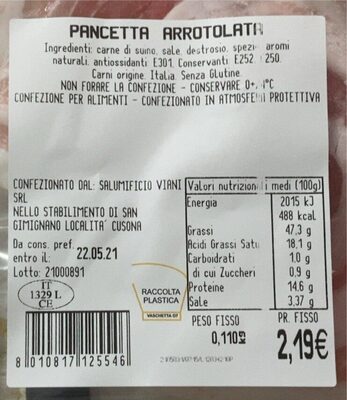 PANCETTA ARROTOLATA
Ingredienti: carne di suino, sale, destrosio, spezie aromi
naturali, antiossidanti: E301. Conservanti E252, 250.
Carni origine: Italia. Senza Glutine.
NON FORARE LA CONFEZIONE - CONSERVARE 0+ 4°C
CONFEZIONE PER ALIMENTI - CONFEZIONATO IN ATMOSFERA PROTETTIVA
CONFEZIONATO DAL: SALUMIFICIO VIANI
SRL
NELLO STABILIMENTO DI SAN
GIMIGNANO LOCALITA' CUSONA
Da cons. pref.
entro il: 22.05.21
Lotto: 21000891
IT
1329 L
CE
Valori nutrizionali medi (100g)
Energia 2015 kJ
488 kcal
Grassi 47,3 g
Acidi Grassi Satu 18,1 g
Carboidrati 1,0 g
di cui Zuccheri 0,9 g
Proteine 14,6 g
Sale 3,37 g
RACCOLTA
PLASTICA
VASCHETTA 07
PESO FISSO PR. FISSO
0,110 2,19€
8 010817 125546